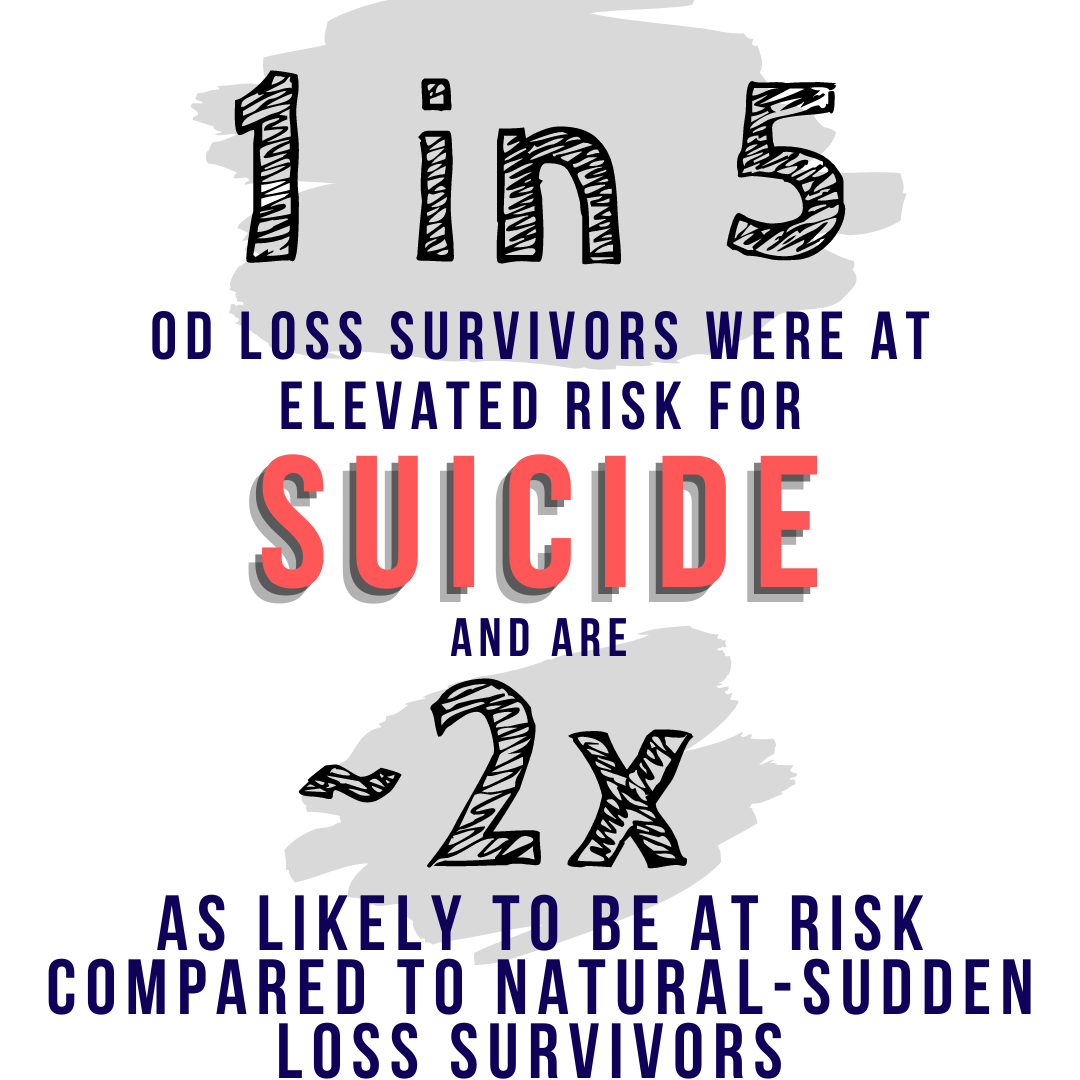 1 in 5
OD LOSS SURVIVORS WERE AT
ELEVATED RISK FOR
SUICIDE
AND ARE
~2x
AS LIKELY TO BE AT RISK
COMPARED TO NATURAL-SUDDEN
LOSS SURVIVORS